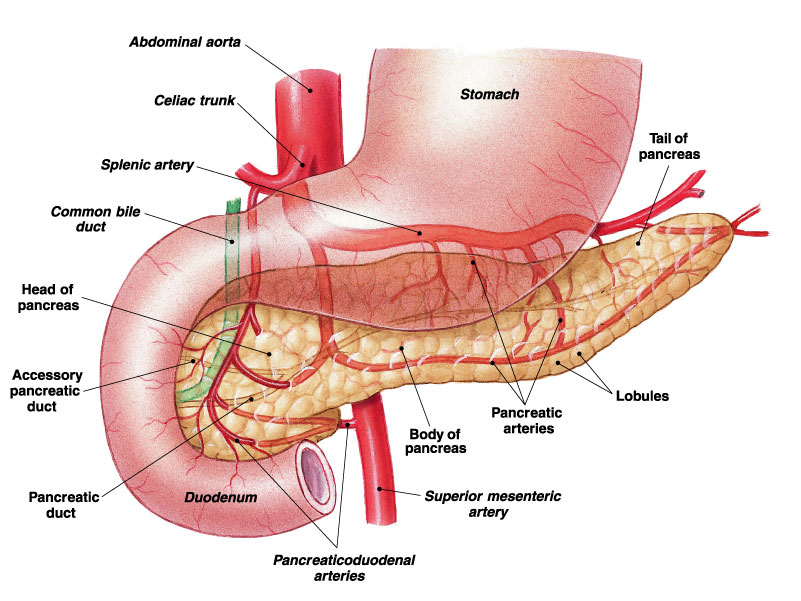 Abdominal aorta
Celiac trunk
Stomach
Splenic artery
Tail of
pancreas
Common bile
duct
Head of
pancreas
Accessory
pancreatic
duct
Lobules
Pancreatic
arteries
Body of
pancreas
Pancreatic
duct
Duodenum
Superior mesenteric
artery
Pancreaticoduodenal
arteries